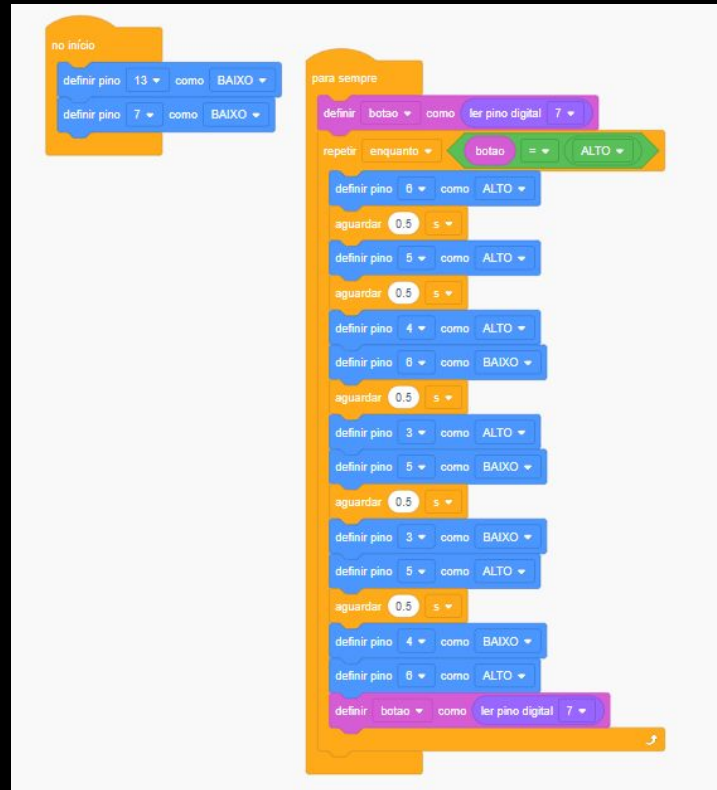 no início
definir pino 13 como BAIXO
definir pino 7 como BAIXO
para sempre
definir botao como ler pino digital 7
repetir enquanto botao = ALTO
definir pino 6 como ALTO
aguardar 0.5 s
definir pino 5 como ALTO
aguardar 0.5 s
definir pino 4 como ALTO
definir pino 6 como BAIXO
aguardar 0.5 s
definir pino 3 como ALTO
definir pino 5 como BAIXO
aguardar 0.5 s
definir pino 3 como BAIXO
definir pino 5 como ALTO
aguardar 0.5 s
definir pino 4 como BAIXO
definir pino 6 como ALTO
definir botao como ler pino digital 7